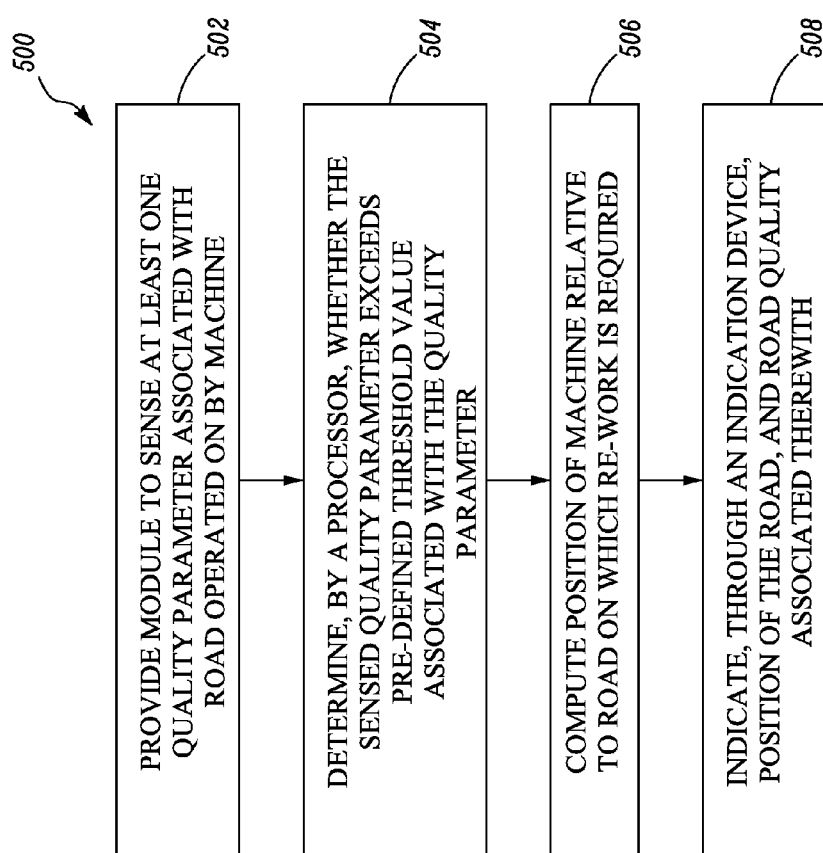 500
502
PROVIDE MODULE TO SENSE AT LEAST ONE
QUALITY PARAMETER ASSOCIATED WITH
ROAD OPERATED ON BY MACHINE
504
DETERMINE, BY A PROCESSOR, WHETHER THE
SENSED QUALITY PARAMETER EXCEEDS
PRE-DEFINED THRESHOLD VALUE
ASSOCIATED WITH THE QUALITY
PARAMETER
506
COMPUTE POSITION OF MACHINE RELATIVE
TO ROAD ON WHICH RE-WORK IS REQUIRED
508
INDICATE, THROUGH AN INDICATION DEVICE,
POSITION OF THE ROAD, AND ROAD QUALITY
ASSOCIATED THEREWITH